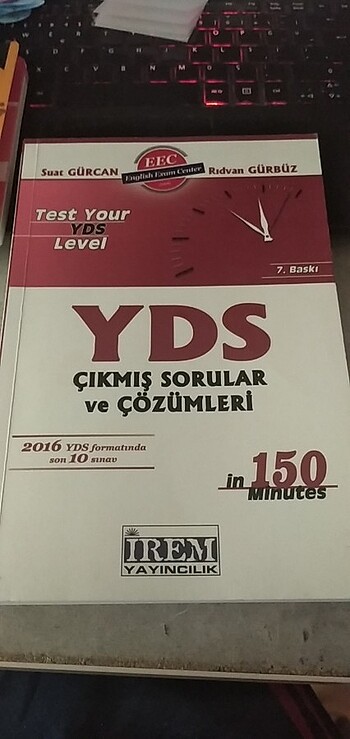 EEC
English Exam Center
Suat GÜRCAN
Rıdvan GÜRBÜZ
Test Your
YDS
Level
7. Baskı
YDS
ÇIKMIŞ SORULAR
ve ÇÖZÜMLERİ
2016 YDS formatında
son 10 sınav
in 150
Minutes
İREM
YAYINCILIK